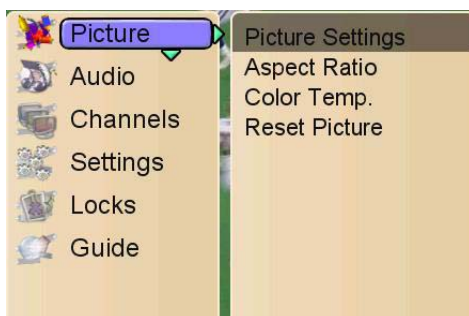 Picture
Audio
Channels
Settings
Locks
Guide
Picture Settings
Aspect Ratio
Color Temp.
Reset Picture